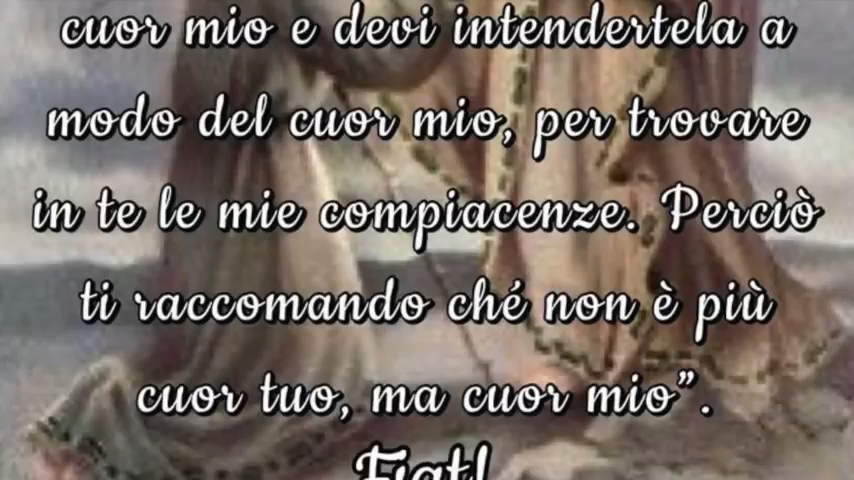 cuor mio e devi intendertela a
modo del cuor mio, per trovare
in te le mie compiacenze. Perciò
ti raccomando ché non è più
cuor tuo, ma cuor mio”.
Fiat!